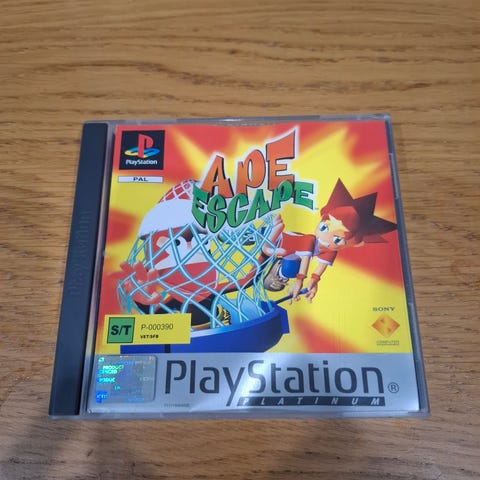 PlayStation
PAL
APE
ESCAPE
SONY
S/T
P-000390
PlayStation®
PLATINUM